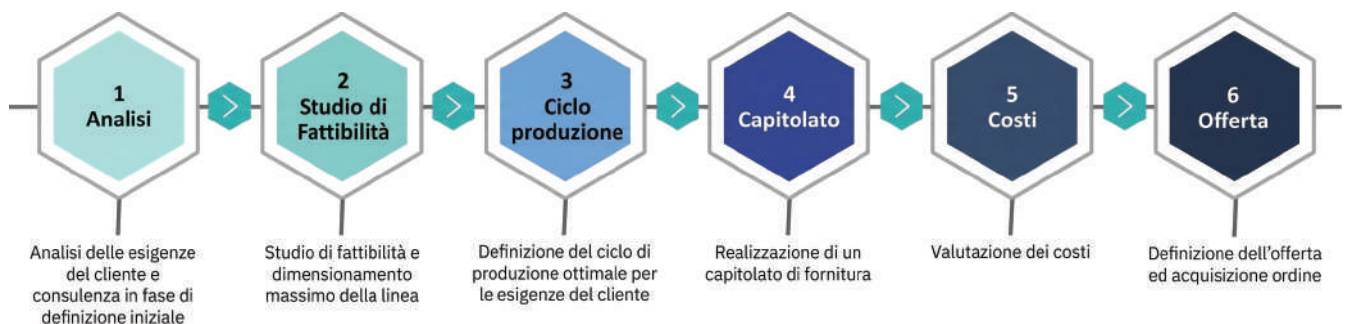 1
Analisi
2
Studio di
Fattibilità
3
Ciclo
produzione
4
Capitolato
5
Costi
6
Offerta
Analisi delle esigenze
del cliente e
consulenza in fase di
definizione iniziale
Studio di fattibilità e
dimensionamento
massimo della linea
Definizione del ciclo di
produzione ottimale per
le esigenze del cliente
Realizzazione di un
capitolato di fornitura
Valutazione dei costi
Definizione dell’offerta
ed acquisizione ordine